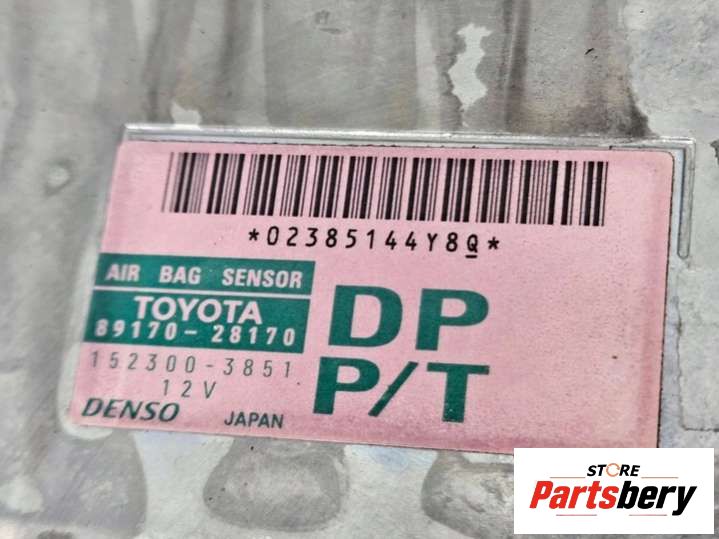 *02385144Y8Q*
AIR BAG SENSOR
TOYOTA
89170-28170
152300-3851
12V
DENSO JAPAN
DP
P/T
STORE
Partsbery